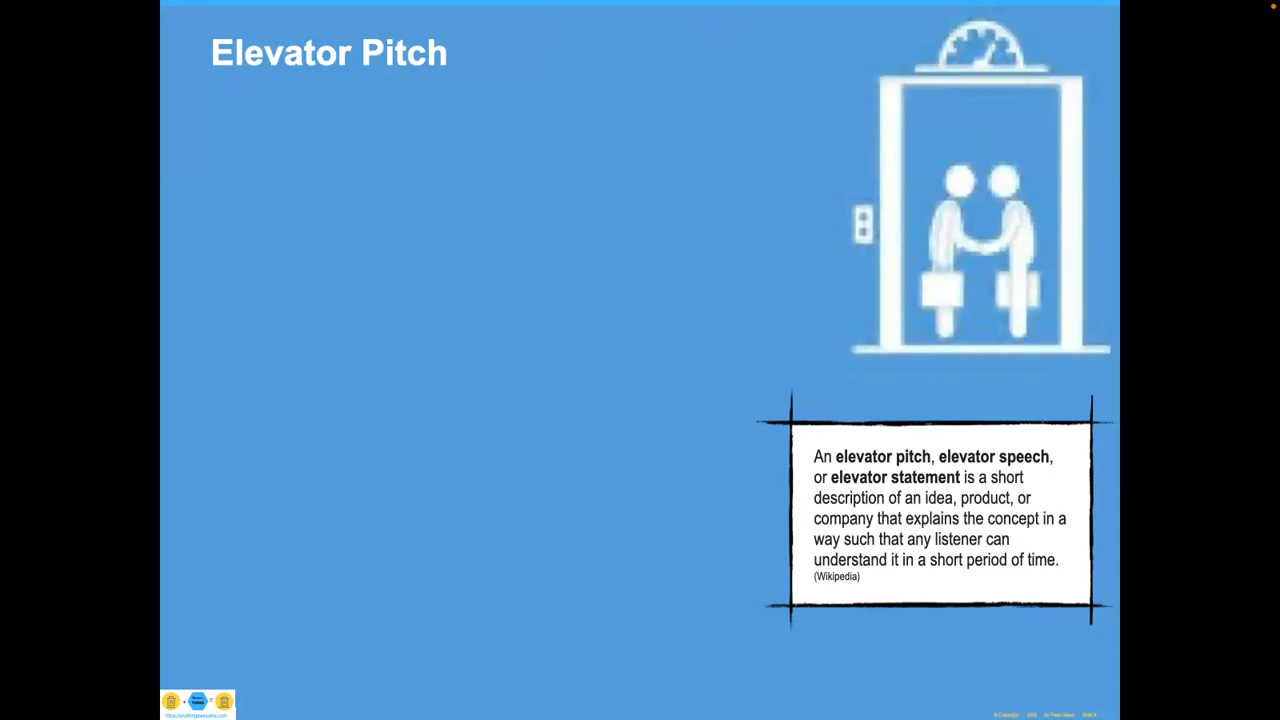 Elevator Pitch
An elevator pitch, elevator speech,
or elevator statement is a short
description of an idea, product, or
company that explains the concept in a
way such that any listener can
understand it in a short period of time.
(Wikipedia)